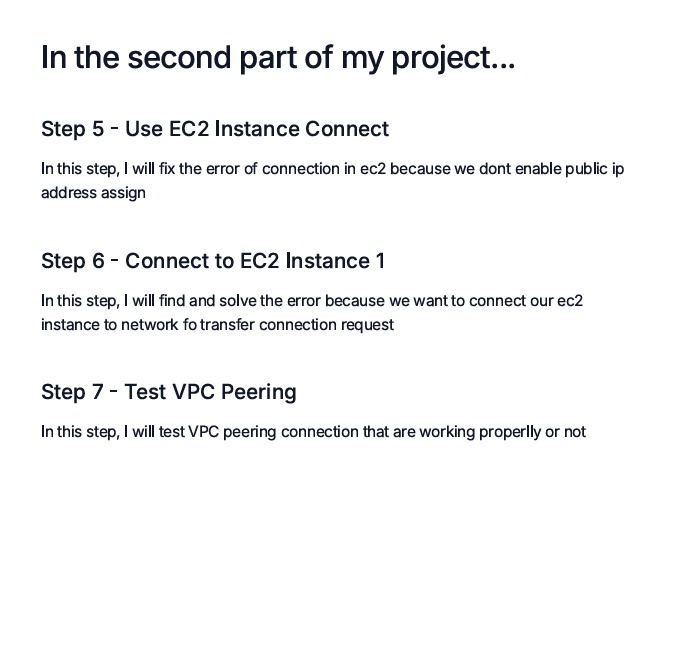 In the second part of my project...
Step 5 - Use EC2 Instance Connect
In this step, I will fix the error of connection in ec2 because we dont enable public ip
address assign
Step 6 - Connect to EC2 Instance 1
In this step, I will find and solve the error because we want to connect our ec2
instance to network fo transfer connection request
Step 7 - Test VPC Peering
In this step, I will test VPC peering connection that are working properlly or not